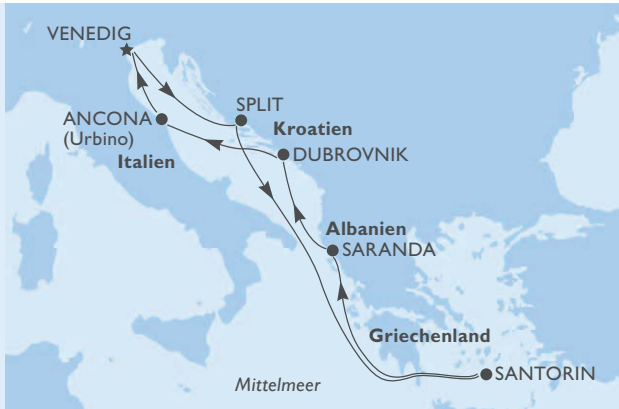 VENEDIG
SPLIT
ANCONA
(Urbino)
Kroatien
DUBROVNIK
Italien
Albanien
SARANDA
Griechenland
SANTORIN
Mittelmeer